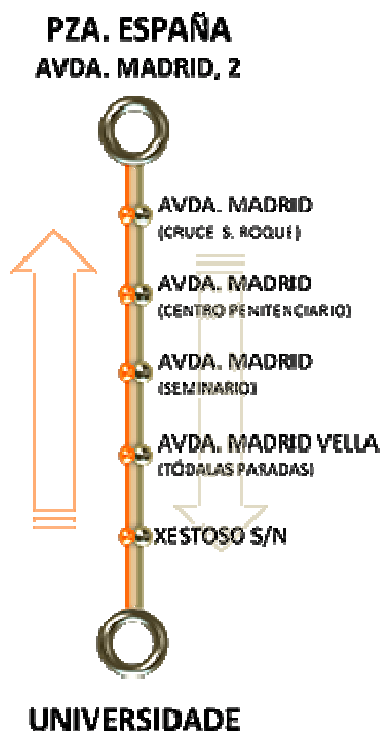 PZA. ESPAÑA
AVDA. MADRID, 2
AVDA. MADRID
(CRUCE S. ROQUE)
AVDA. MADRID
(CENTRO PENITENCIARIO)
AVDA. MADRID
(SEMINARIO)
AVDA. MADRID VELLA
(TÓDALAS PARADAS)
XESTOSO S/N
UNIVERSIDADE